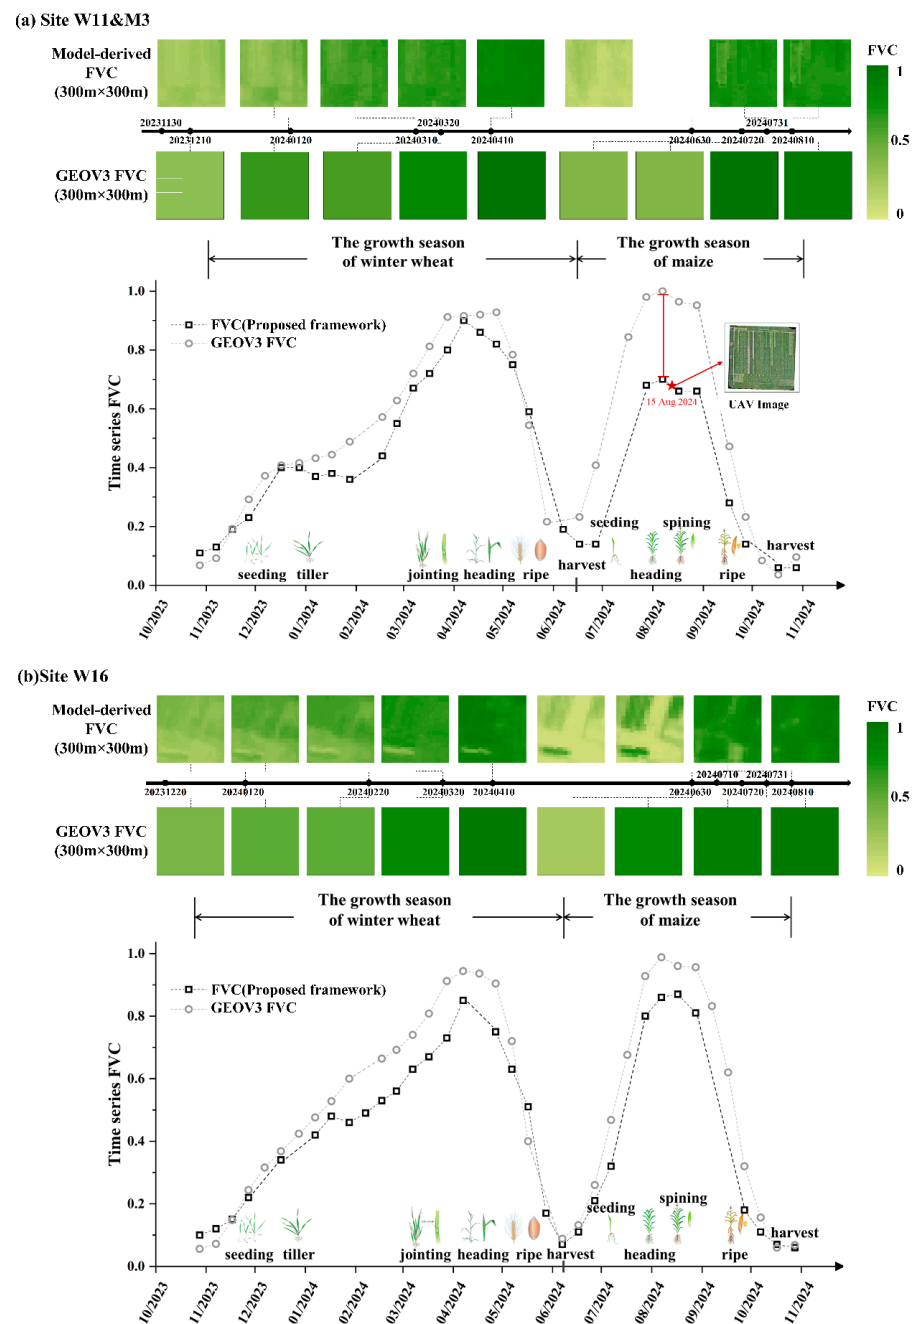 (a) Site W11&M3
Model-derived
FVC
(300m×300m)
FVC
1
0.5
0
20231130
20240320
20240731
20231210
20240120
20240310
20240410
20240630
20240720
20240810
GEOV3 FVC
(300m×300m)
The growth season
of winter wheat
The growth season
of maize
Time series FVC
1.0
0.8
0.6
0.4
0.2
0.0
FVC(Proposed framework)
GEOV3 FVC
15 Aug 2024
UAV Image
seeding
tiller
jointing
heading
ripe
harvest
seeding
heading
spining
ripe
harvest
10/2023
11/2023
12/2023
01/2024
02/2024
03/2024
04/2024
05/2024
06/2024
07/2024
08/2024
09/2024
10/2024
11/2024
(b)Site W16
Model-derived
FVC
(300m×300m)
FVC
1
0.5
0
20240710
20240731
20231220
20240120
20240220
20240320
20240410
20240630
20240720
20240810
GEOV3 FVC
(300m×300m)
The growth season
of winter wheat
The growth season
of maize
Time series FVC
1.0
0.8
0.6
0.4
0.2
0.0
FVC(Proposed framework)
GEOV3 FVC
seeding
tiller
jointing
heading
ripe
harvest
seeding
heading
spining
ripe
harvest
10/2023
11/2023
12/2023
01/2024
02/2024
03/2024
04/2024
05/2024
06/2024
07/2024
08/2024
09/2024
10/2024
11/2024